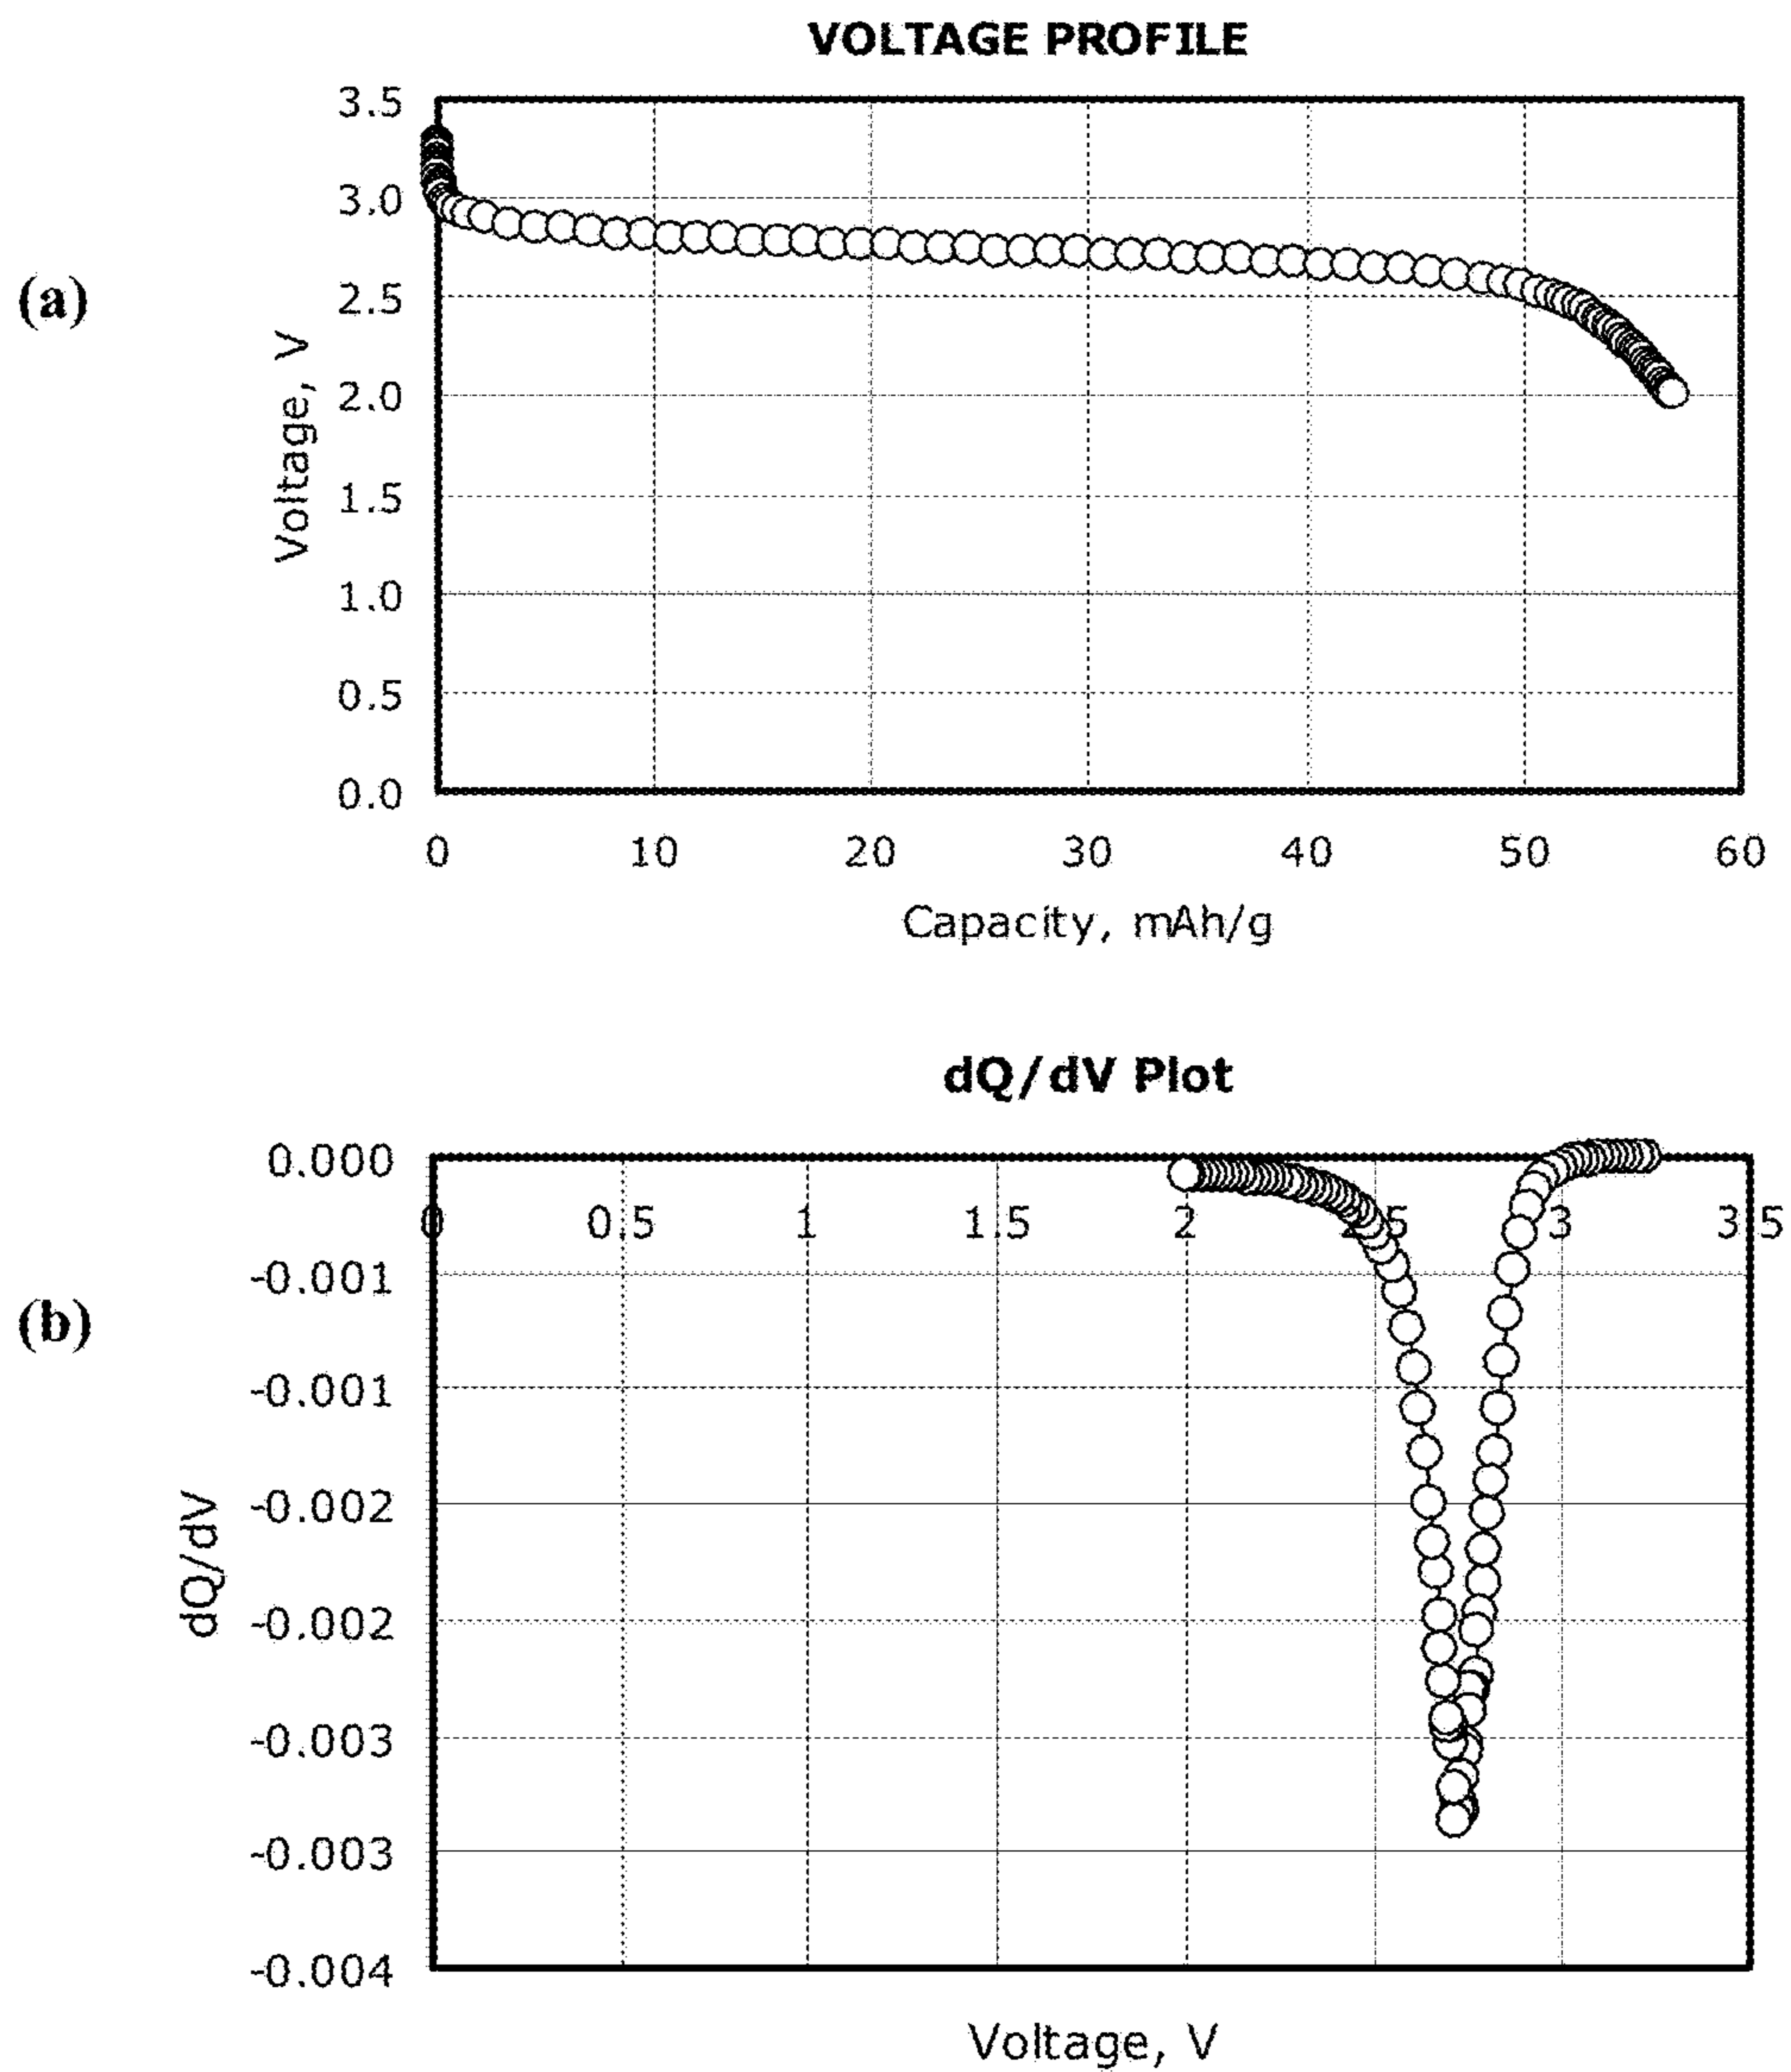 VOLTAGE PROFILE
(a)
Voltage, V
3.5
3.0
2.5
2.0
1.5
1.0
0.5
0.0
0 10 20 30 40 50 60
Capacity, mAh/g
dQ/dV Plot
(b)
dQ/dV
0.000
0 0.5 1 1.5 2 2.5 3 3.5
-0.001
-0.001
-0.002
-0.002
-0.003
-0.003
-0.004
Voltage, V